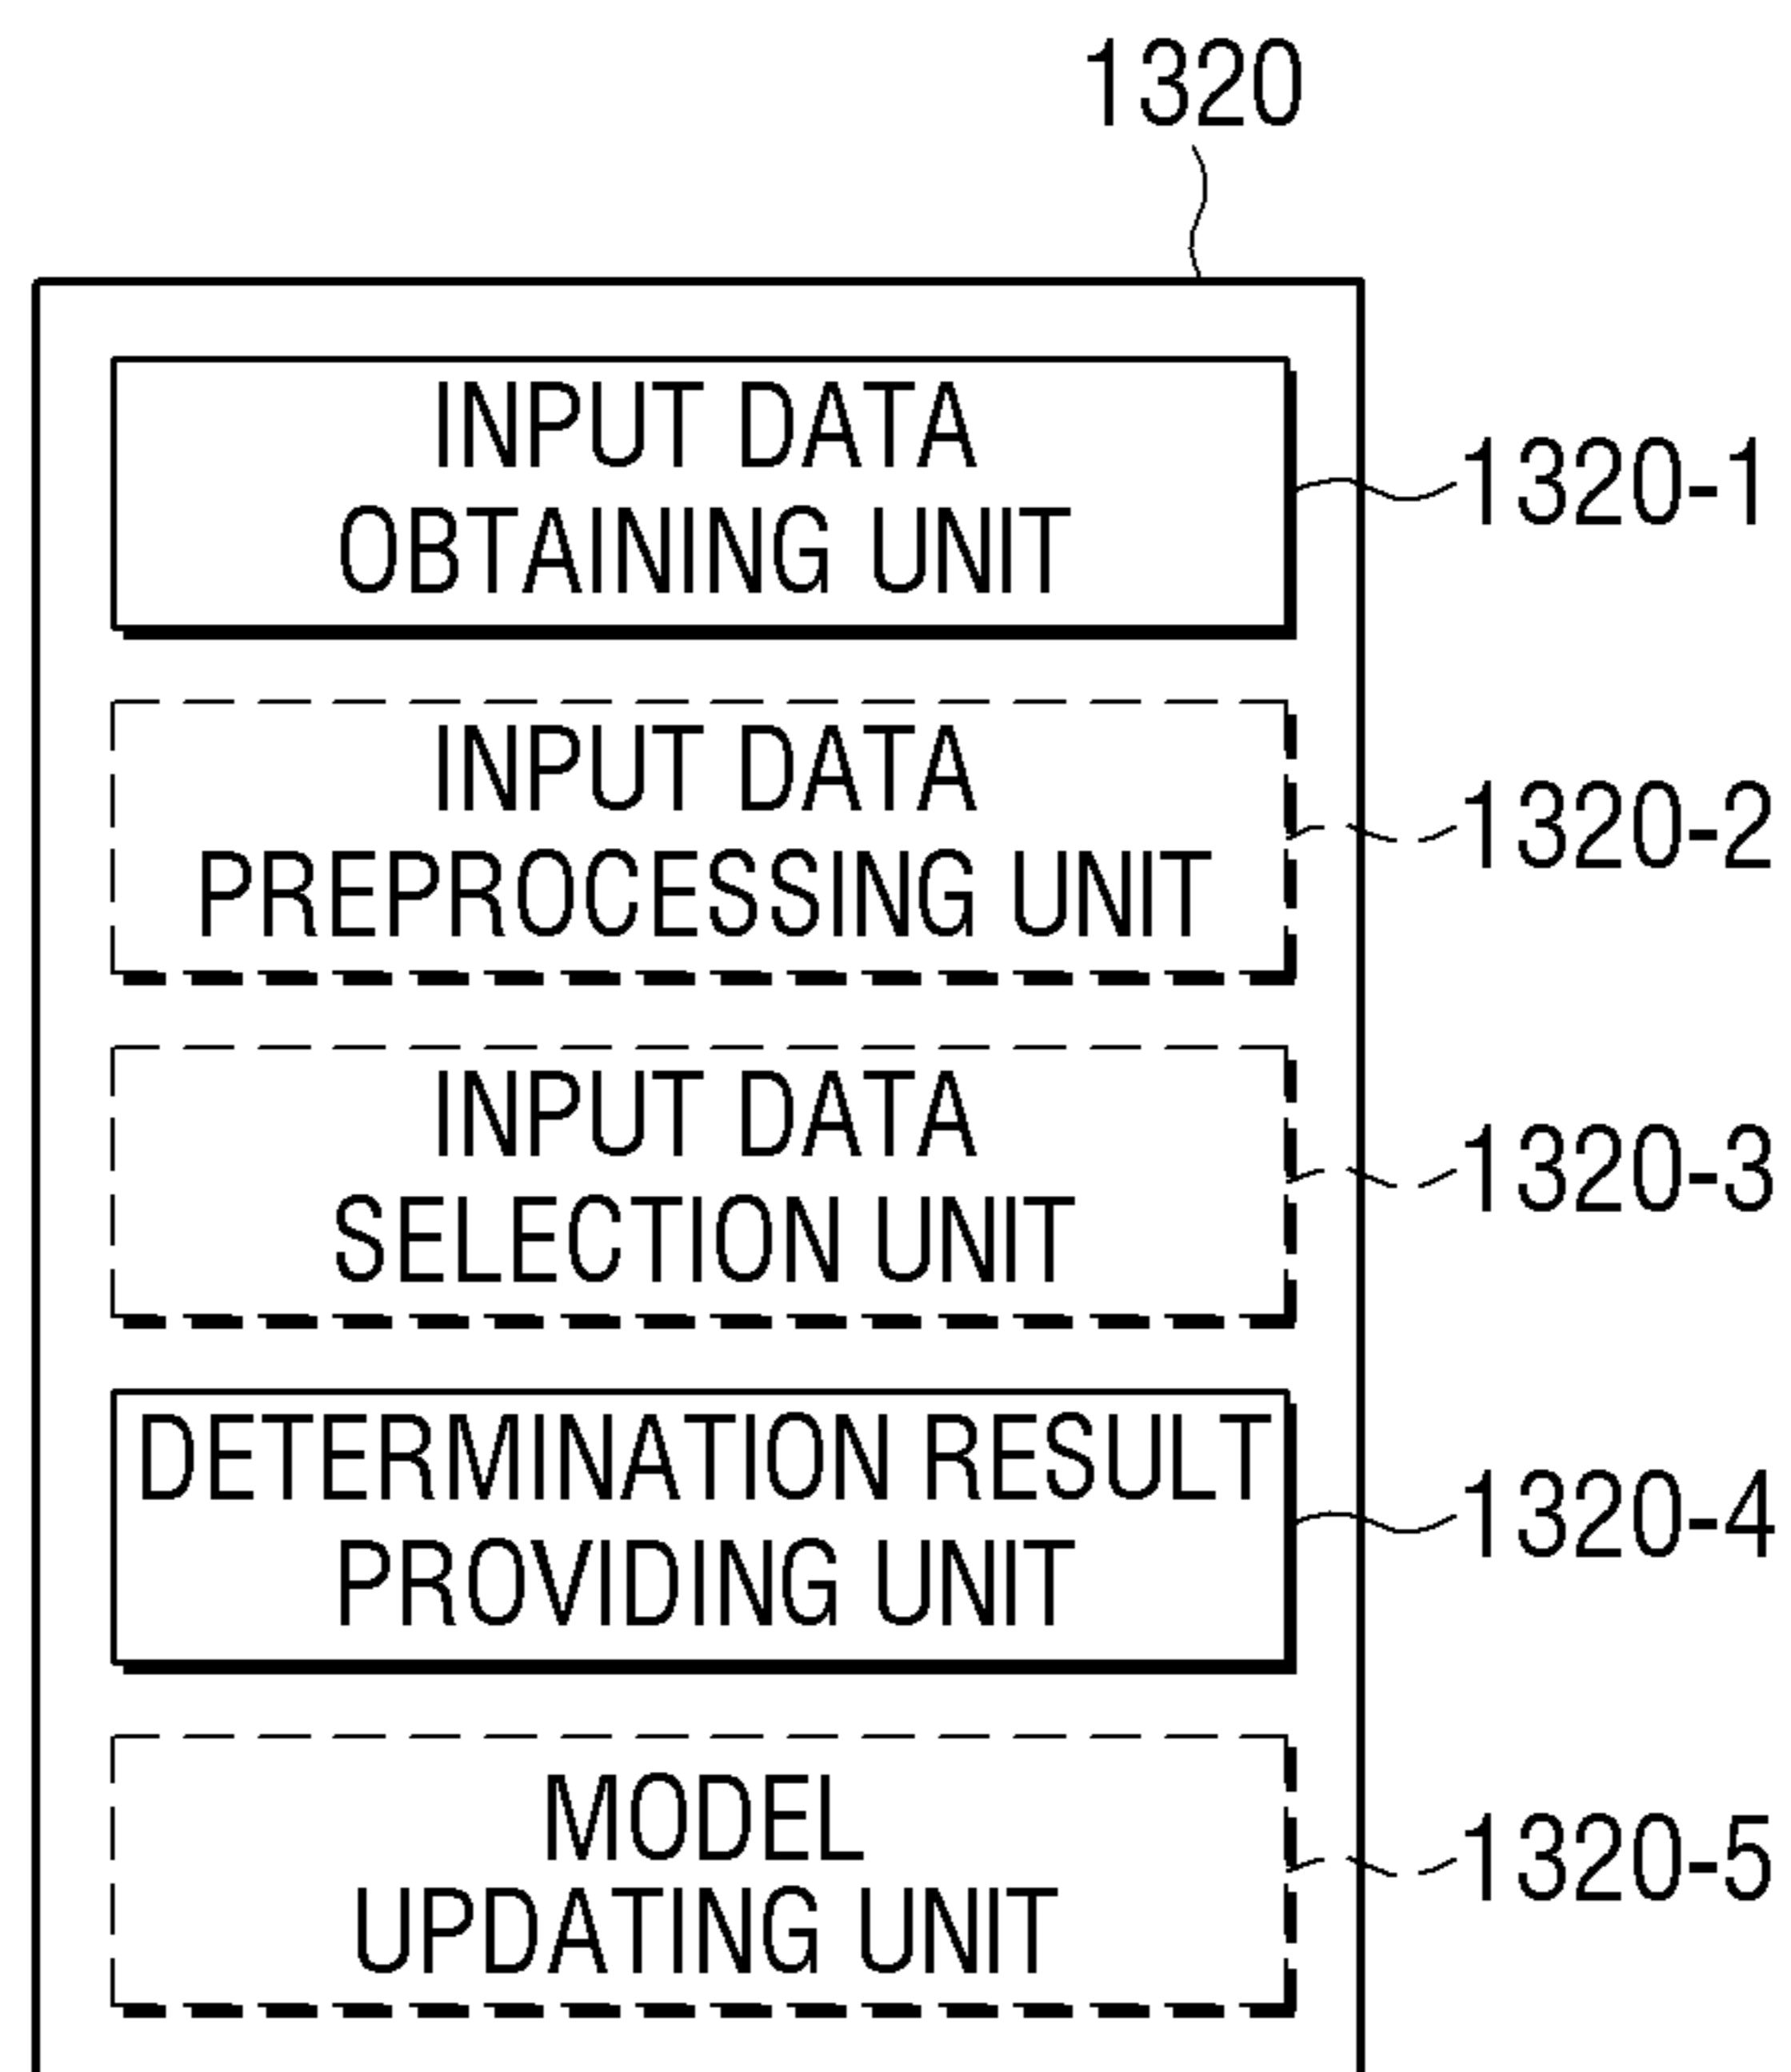 1320
INPUT DATA
OBTAINING UNIT
1320-1
INPUT DATA
PREPROCESSING UNIT
1320-2
INPUT DATA
SELECTION UNIT
1320-3
DETERMINATION RESULT
PROVIDING UNIT
1320-4
MODEL
UPDATING UNIT
1320-5